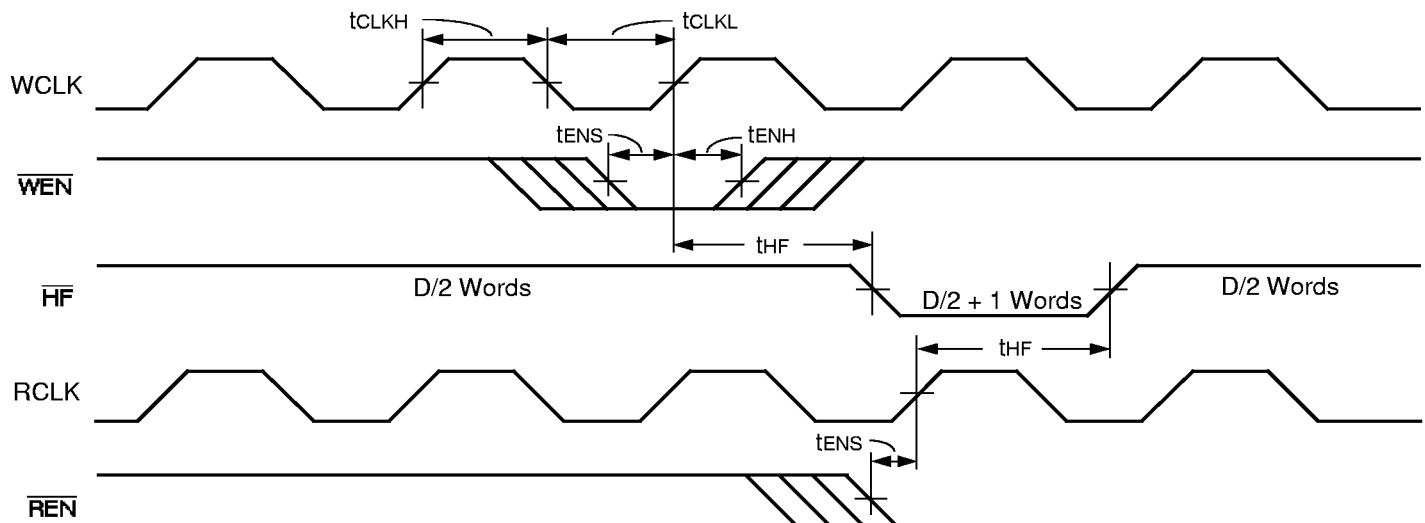 tCLKH tCLKL
WCLK
tENS tENH
WEN
tHF
HF
D/2 Words D/2 + 1 Words D/2 Words
tHF
RCLK
tENS
REN